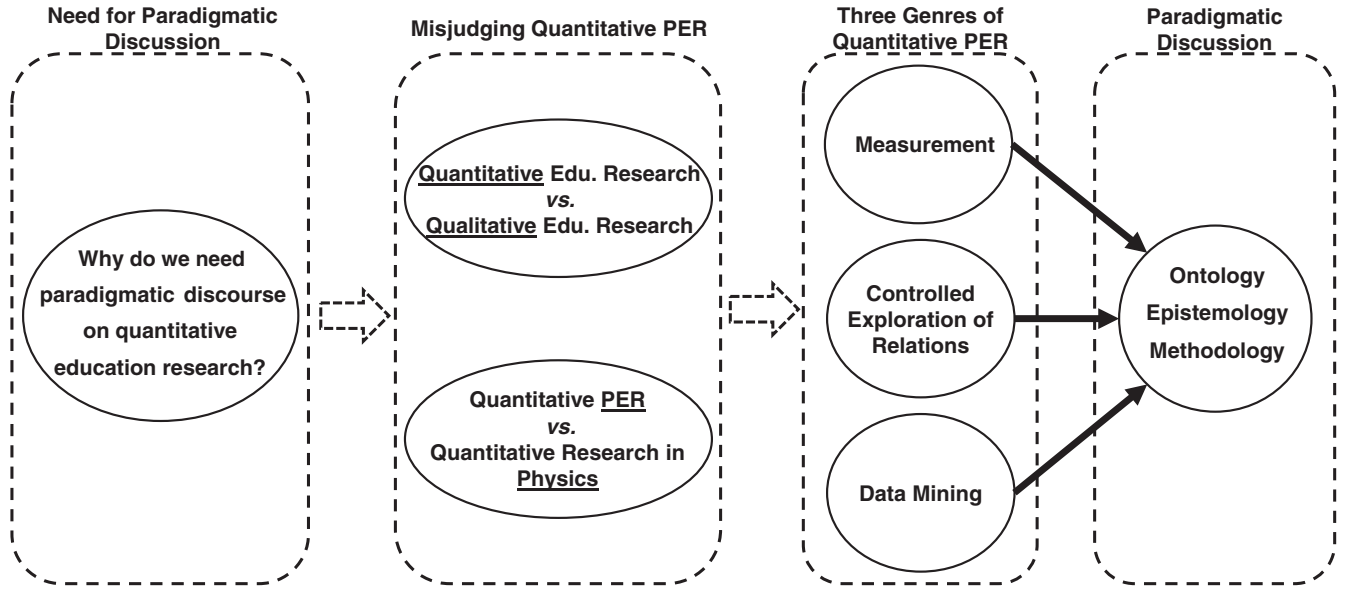 Need for Paradigmatic
Discussion
Why do we need
paradigmatic discourse
on quantitative
education research?
Misjudging Quantitative PER
Quantitative Edu. Research
vs.
Qualitative Edu. Research
Quantitative PER
vs.
Quantitative Research in
Physics
Three Genres of
Quantitative PER
Measurement
Controlled
Exploration of
Relations
Data Mining
Paradigmatic
Discussion
Ontology
Epistemology
Methodology